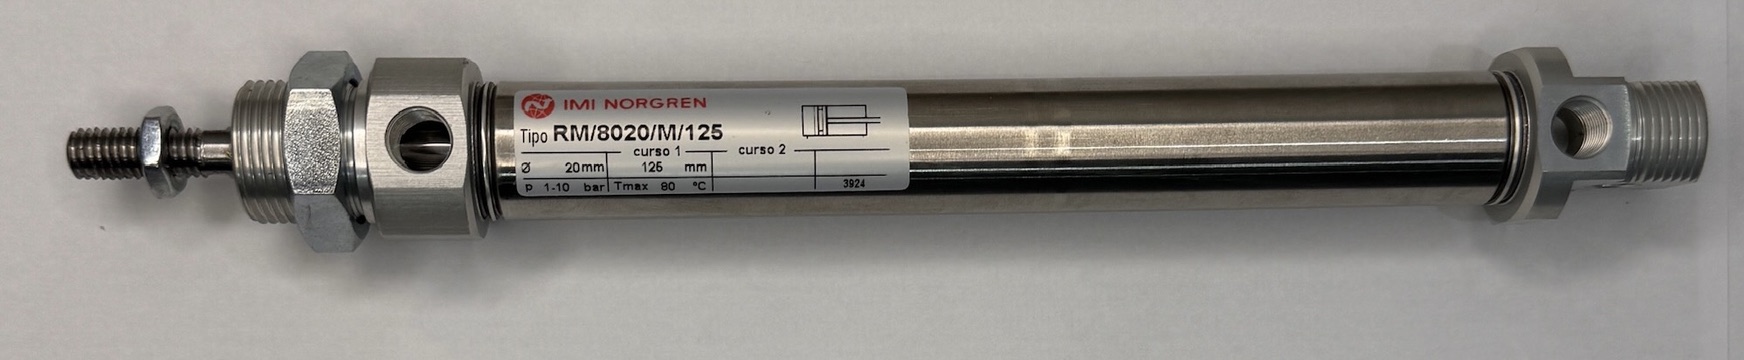 IMI NORGREN
Tipo RM/8020/M/125
curso 1 curso 2
Ø 20mm 125 mm
p 1-10 bar Tmax 80 °C 3924